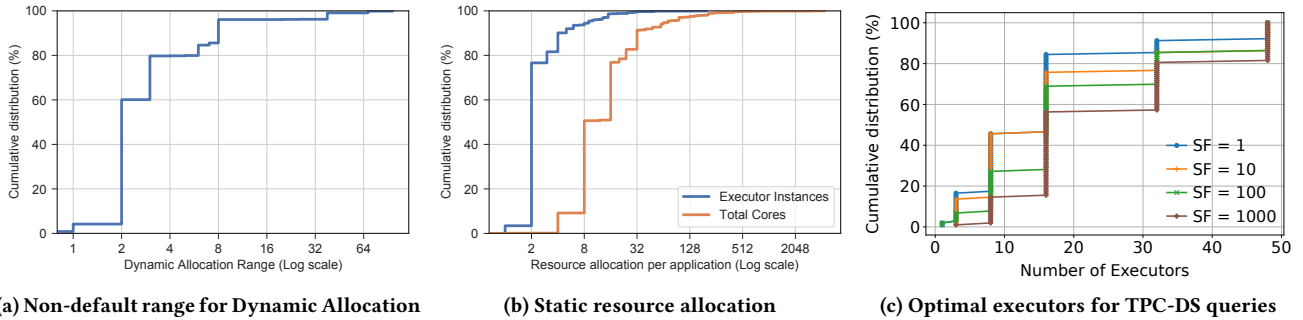 100
80
60
40
20
0
Cumulative distribution (%)
1 2 4 8 16 32 64
Dynamic Allocation Range (Log scale)
(a) Non-default range for Dynamic Allocation
100
80
60
40
20
0
Cumulative distribution (%)
Executor Instances
Total Cores
2 8 32 128 512 2048
Resource allocation per application (Log scale)
(b) Static resource allocation
100
80
60
40
20
0
Cumulative distribution (%)
SF = 1
SF = 10
SF = 100
SF = 1000
0 10 20 30 40 50
Number of Executors
(c) Optimal executors for TPC-DS queries